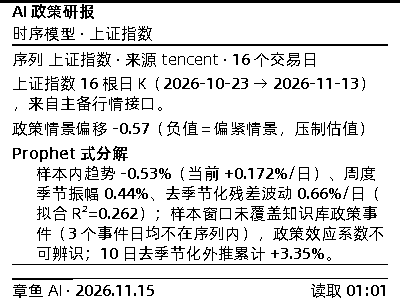 AI 政策研报
时序模型 · 上证指数
序列 上证指数 · 来源 tencent · 16 个交易日
上证指数 16 根日 K（2026-10-23 → 2026-11-13）
，来自主备行情接口。
政策情景偏移 -0.57（负值＝偏紧情景，压制估值）
Prophet 式分解
样本内趋势 -0.53%（当前 +0.172%/日）、周度
季节振幅 0.44%、去季节化残差波动 0.66%/日（
拟合 R²=0.262）；样本窗口未覆盖知识库政策事
件（3 个事件日均不在序列内），政策效应系数不
可辨识；10 日去季节化外推累计 +3.35%。
章鱼 AI · 2026.11.15
读取 01:01